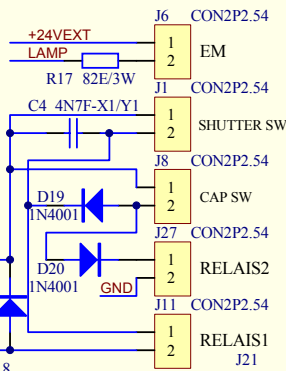 J6 CON2P2.54
+24VEXT
1
LAMP
2
EM
R17 82E/3W
J1 CON2P2.54
C4 4N7F-X1/Y1
1
2
SHUTTER SW
J8 CON2P2.54
1
D19
2
CAP SW
1N4001
J27 CON2P2.54
D20
1
1N4001
GND
2
RELAIS2
J11 CON2P2.54
1
2
RELAIS1
J21
8